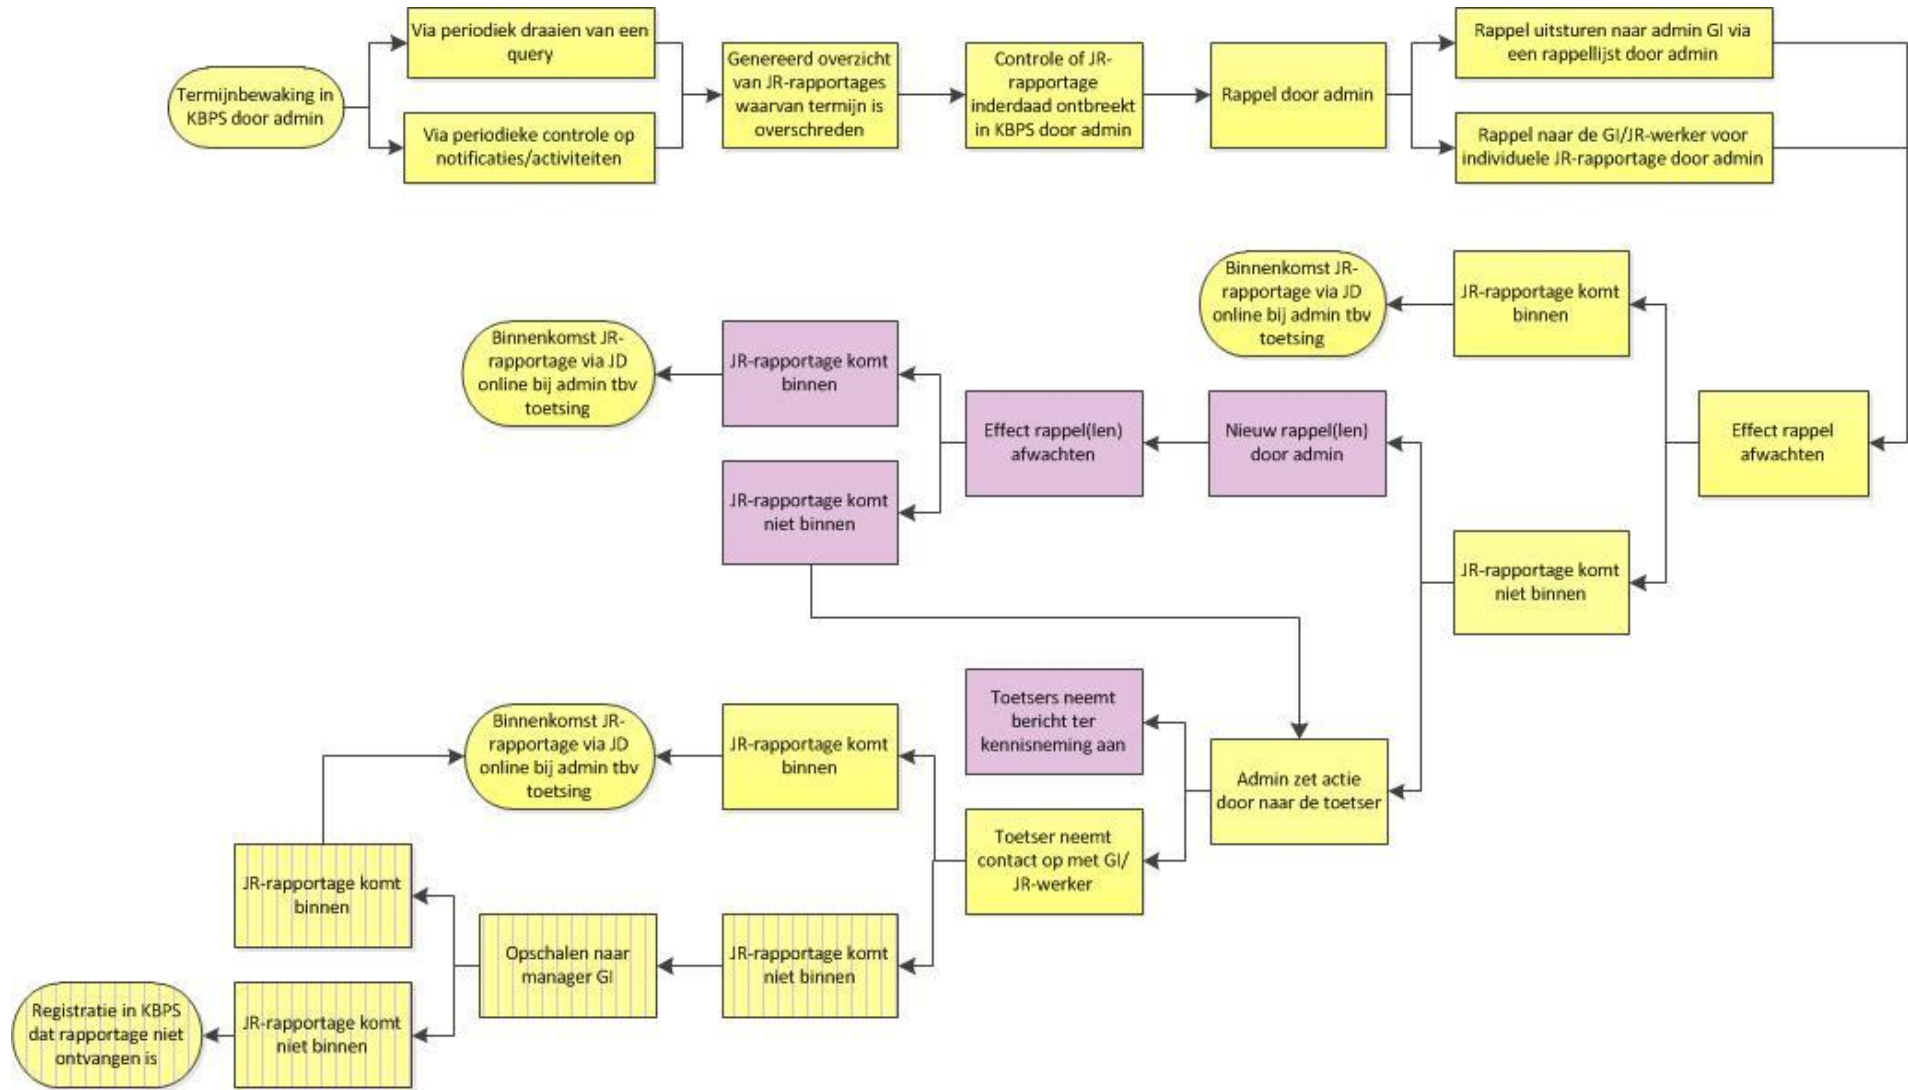 Termijnbewaking in
KBPS door admin
Via periodiek draaien van een
query
Via periodieke controle op
notificaties/activiteiten
Genereerd overzicht
van JR-rapportages
waarvan termijn is
overschreden
Controle of JR-
rapportage
inderdaad ontbreekt
in KBPS door admin
Rappel door admin
Rappel uitsturen naar admin GI via
een rappellijst door admin
Rappel naar de GI/JR-werker voor
individuele JR-rapportage door admin
Effect rappel
afwachten
JR-rapportage komt
binnen
Binnenkomst JR-
rapportage via JD
online bij admin tbv
toetsing
JR-rapportage komt
niet binnen
Nieuw rappel(len)
door admin
Effect rappel(len)
afwachten
JR-rapportage komt
binnen
Binnenkomst JR-
rapportage via JD
online bij admin tbv
toetsing
JR-rapportage komt
niet binnen
Admin zet actie
door naar de toetser
Toetsers neemt
bericht ter
kennisneming aan
Toetser neemt
contact op met GI/
JR-werker
JR-rapportage komt
binnen
Binnenkomst JR-
rapportage via JD
online bij admin tbv
toetsing
JR-rapportage komt
niet binnen
Opschalen naar
manager GI
JR-rapportage komt
binnen
JR-rapportage komt
niet binnen
Registratie in KBPS
dat rapportage niet
ontvangen is